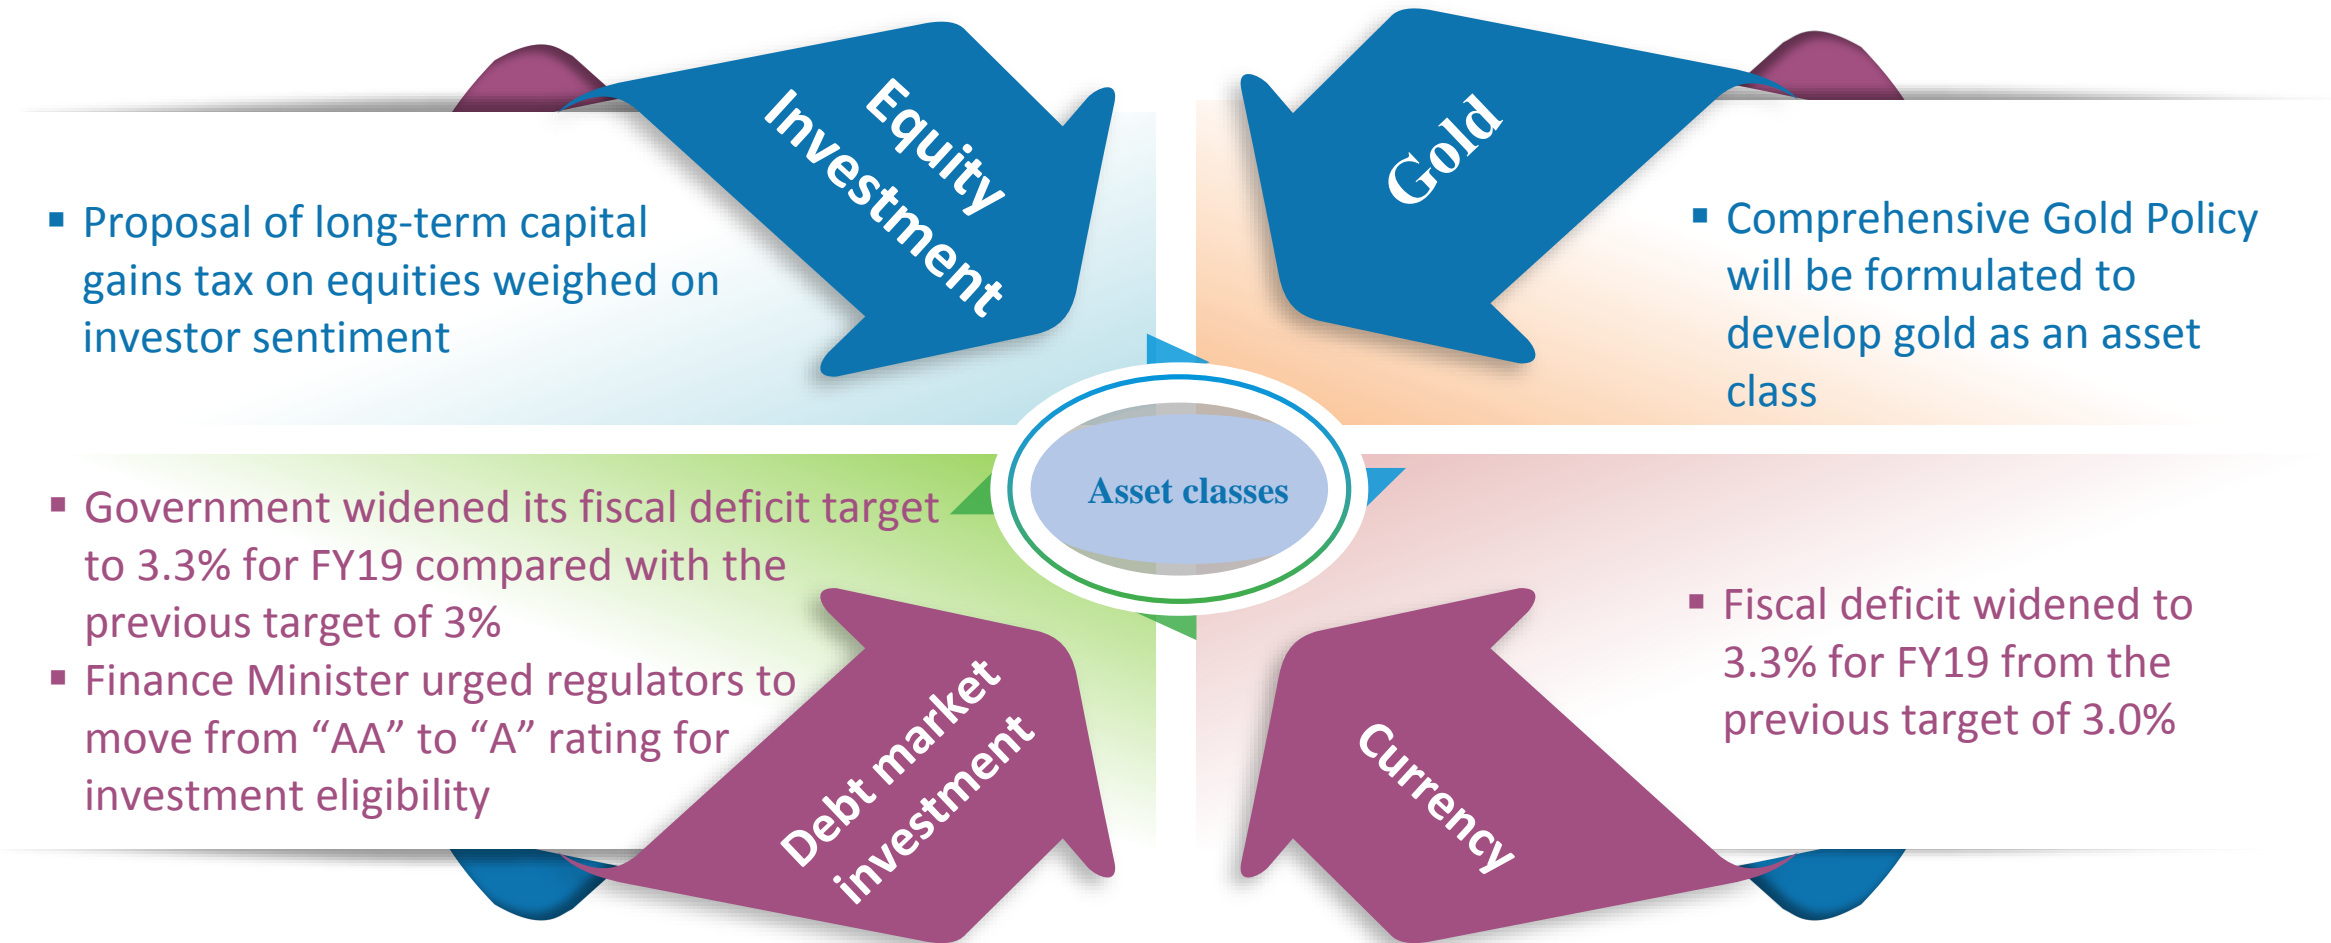 Equity
Investment
▪ Proposal of long-term capital
gains tax on equities weighed on
investor sentiment
Gold
▪ Comprehensive Gold Policy
will be formulated to
develop gold as an asset
class
Asset classes
▪ Government widened its fiscal deficit target
to 3.3% for FY19 compared with the
previous target of 3%
▪ Finance Minister urged regulators to
move from “AA” to “A” rating for
investment eligibility
Debt market
investment
Currency
▪ Fiscal deficit widened to
3.3% for FY19 from the
previous target of 3.0%